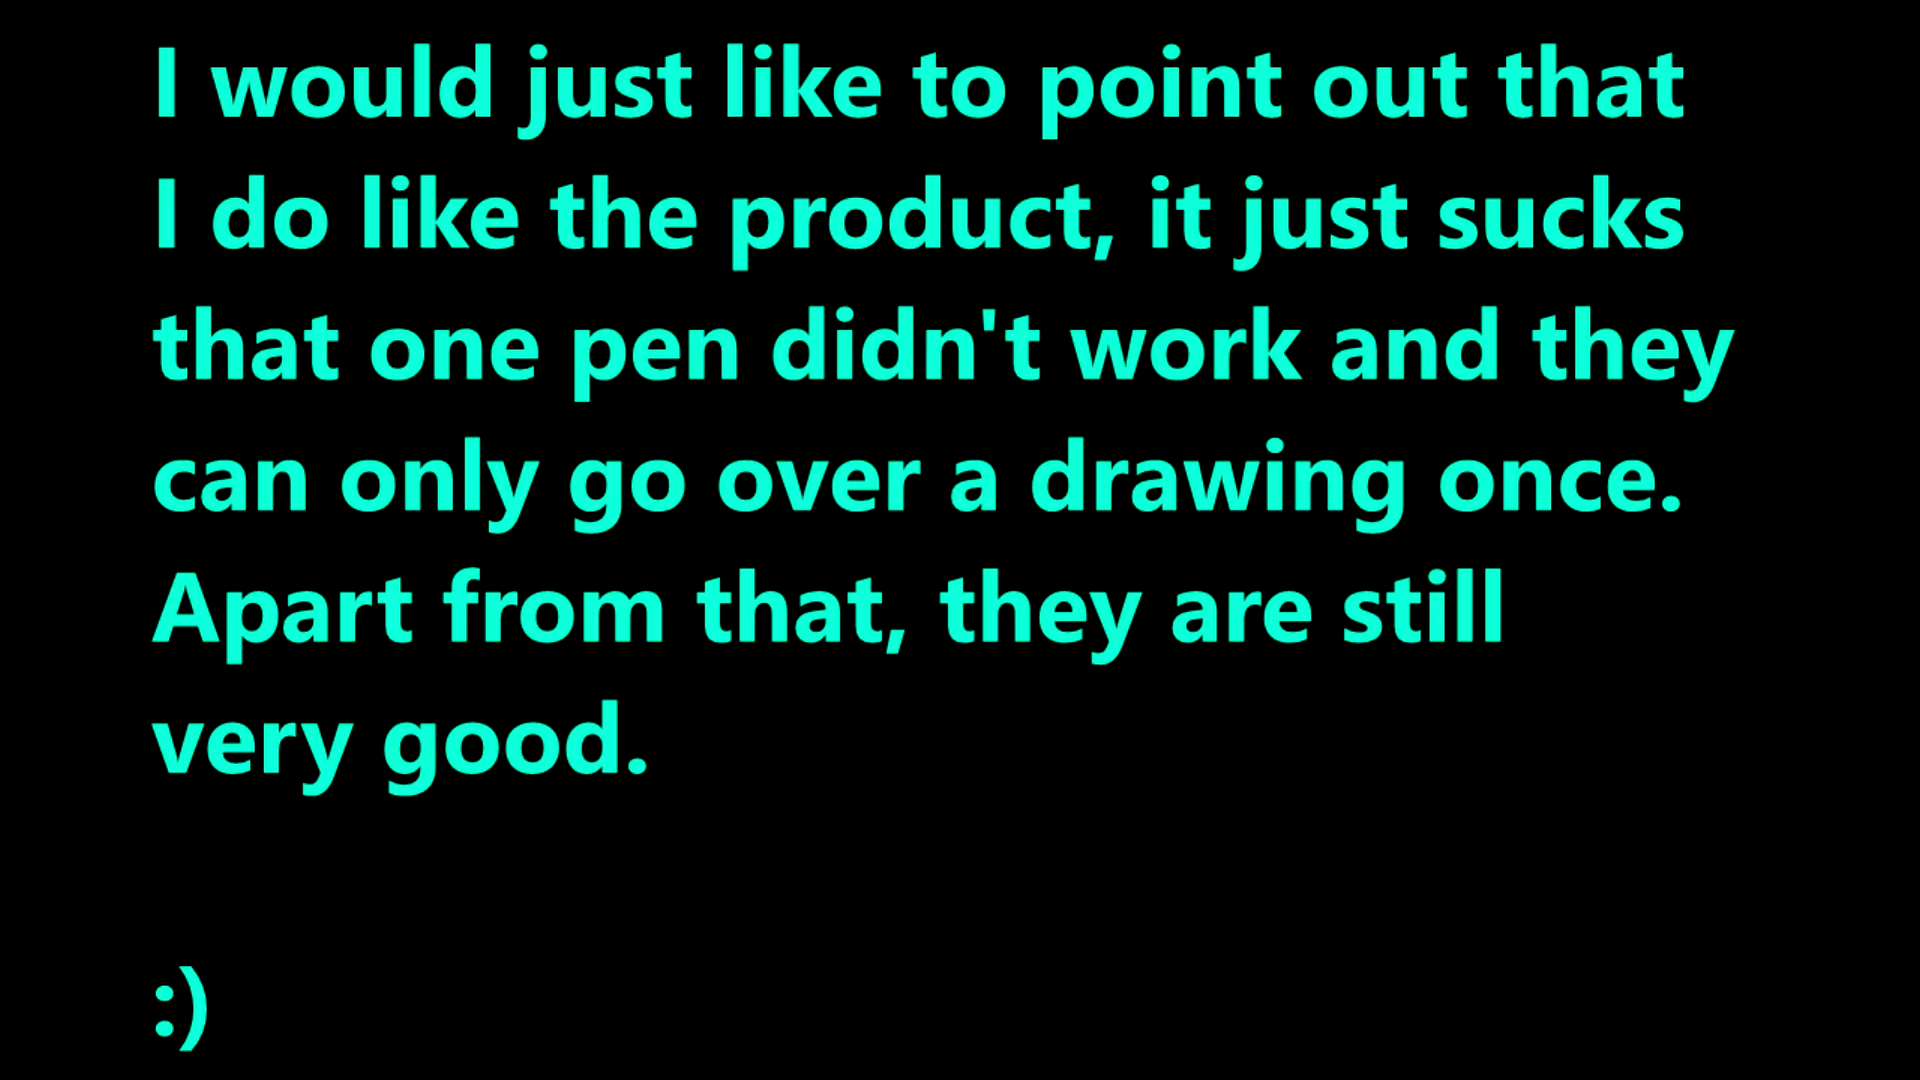 I would just like to point out that
I do like the product, it just sucks
that one pen didn't work and they
can only go over a drawing once.
Apart from that, they are still
very good.
:)